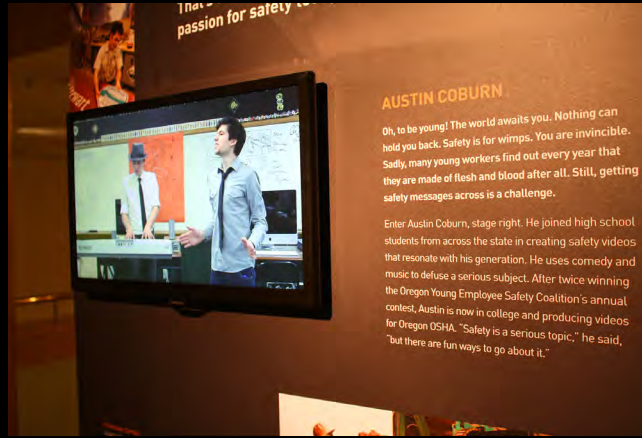 That's
passion for safety to
AUSTIN COBURN
Oh, to be young! The world awaits you. Nothing can
hold you back. Safety is for wimps. You are invincible.
Sadly, many young workers find out every year that
they are made of flesh and blood after all. Still, getting
safety messages across is a challenge.
Enter Austin Coburn, stage right. He joined high school
students from across the state in creating safety videos
that resonate with his generation. He uses comedy and
music to defuse a serious subject. After twice winning
the Oregon Young Employee Safety Coalition's annual
contest, Austin is now in college and producing videos
for Oregon OSHA. "Safety is a serious topic," he said,
"but there are fun ways to go about it."